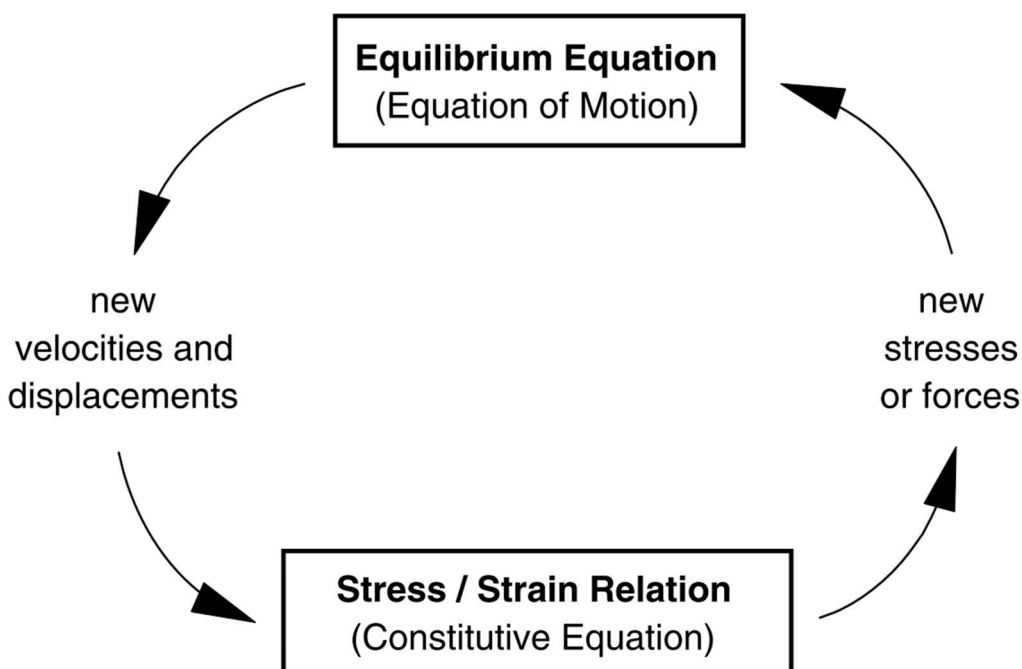 Equilibrium Equation
(Equation of Motion)
new
velocities and
displacements
new
stresses
or forces
Stress / Strain Relation
(Constitutive Equation)